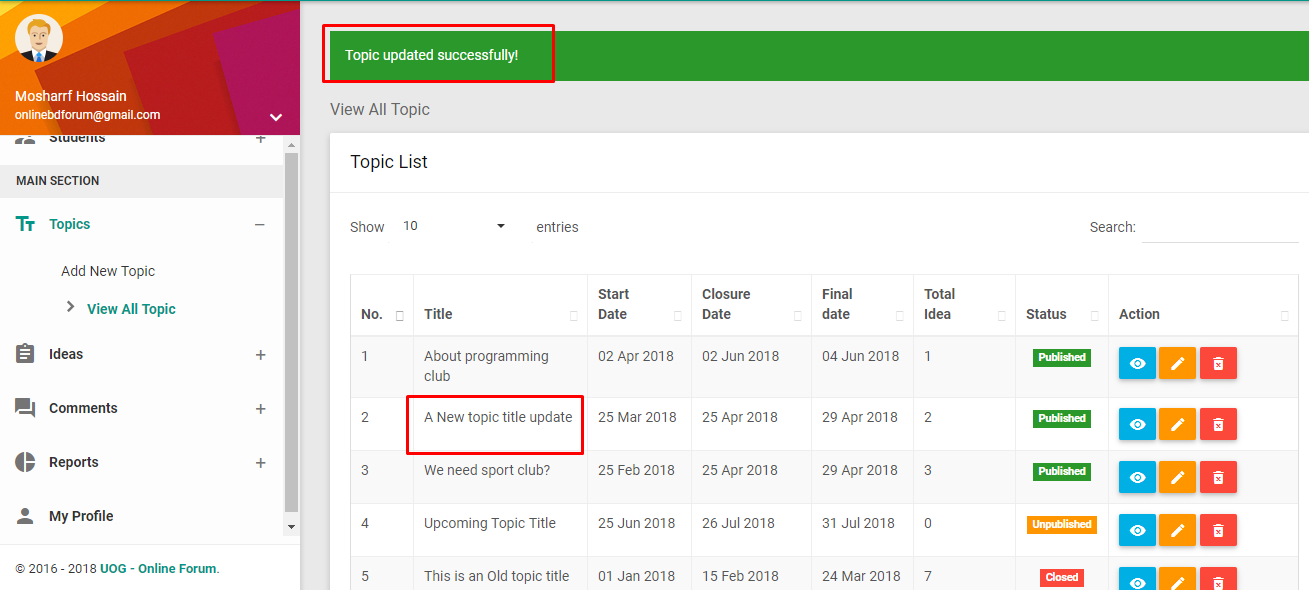 Mosharrf Hossain
onlinebdforum@gmail.com
Students
MAIN SECTION
Topics
Add New Topic
View All Topic
Ideas
Comments
Reports
My Profile
© 2016 - 2018 UOG - Online Forum.
Topic updated successfully!
View All Topic
Topic List
Show 10 entries
Search:
No. Title Start Date Closure Date Final date Total Idea Status Action
1 About programming club 02 Apr 2018 02 Jun 2018 04 Jun 2018 1 Published
2 A New topic title update 25 Mar 2018 25 Apr 2018 29 Apr 2018 2 Published
3 We need sport club? 25 Feb 2018 25 Apr 2018 29 Apr 2018 3 Published
4 Upcoming Topic Title 25 Jun 2018 26 Jul 2018 31 Jul 2018 0 Unpublished
5 This is an Old topic title 01 Jan 2018 15 Feb 2018 24 Mar 2018 7 Closed